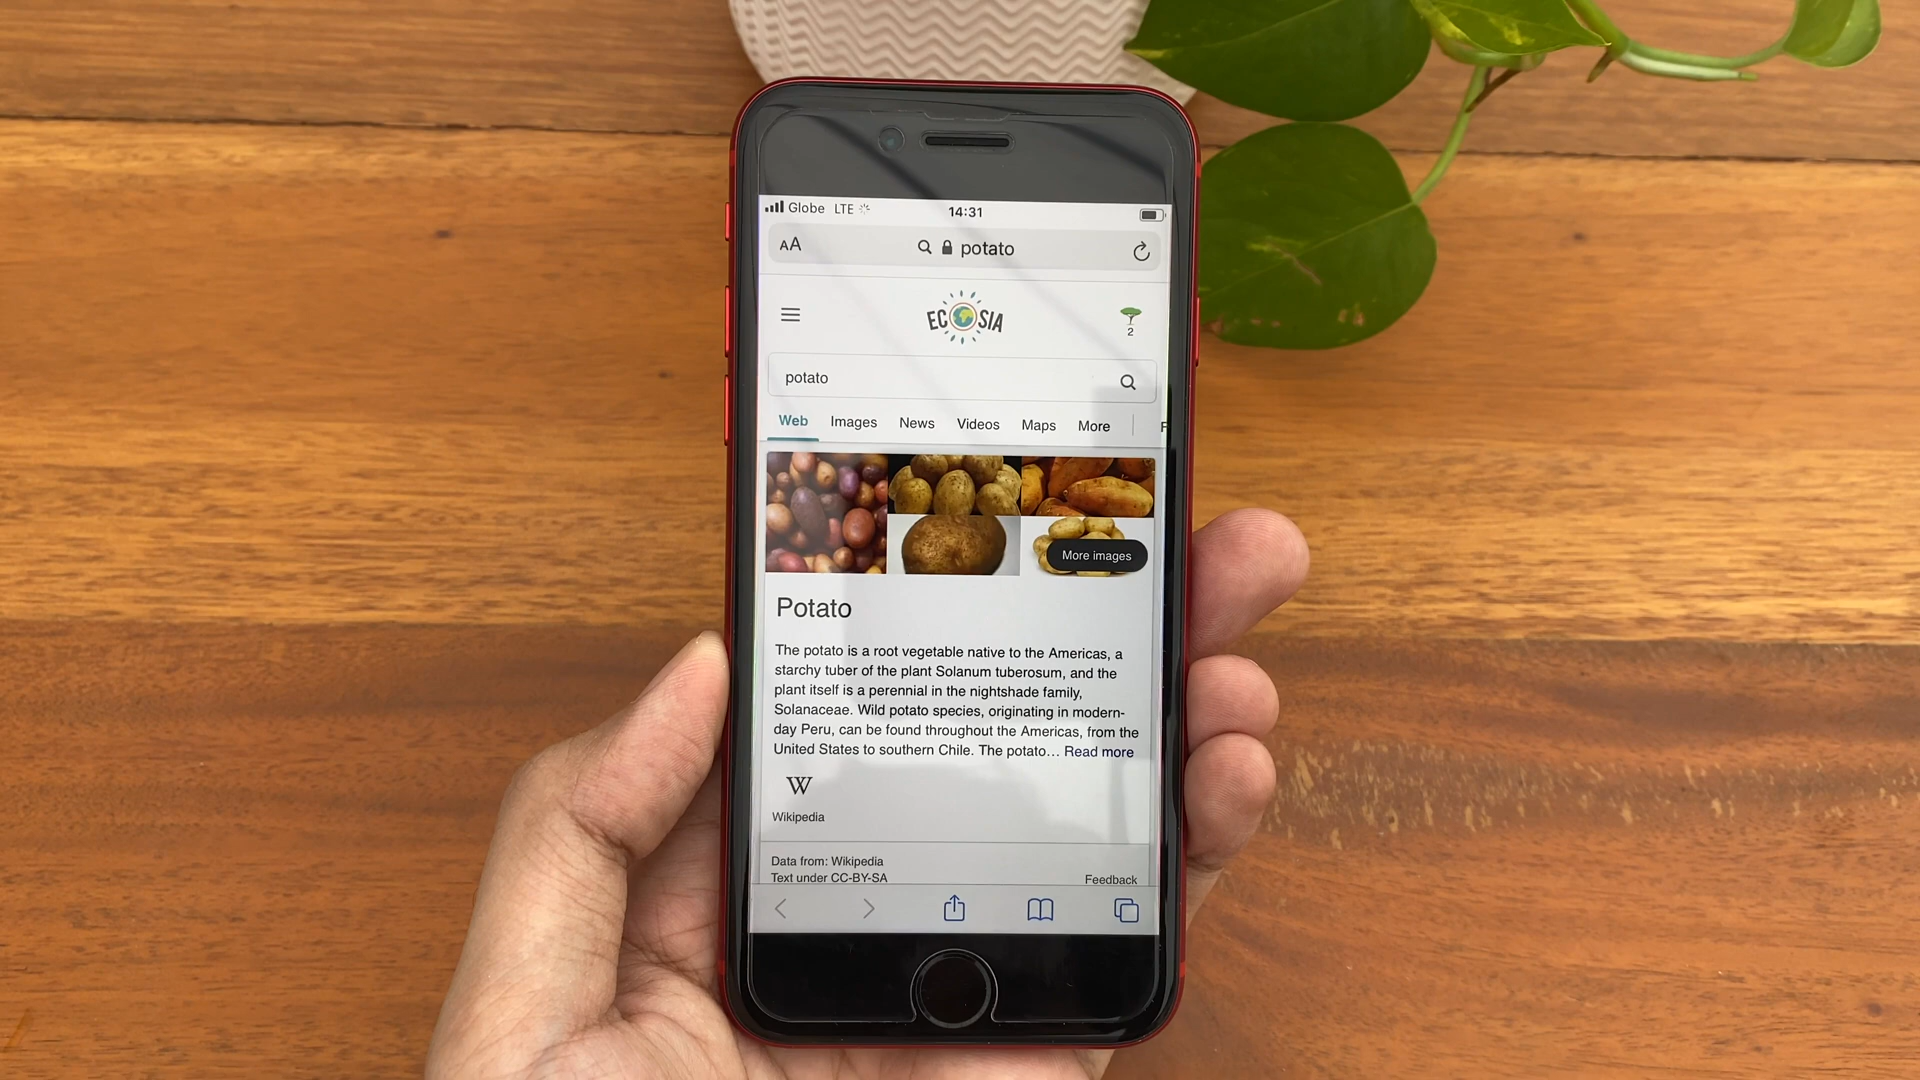 Globe LTE 14:31
AA potato
ECOSIA
2
potato
Web Images News Videos Maps More
More images
Potato
The potato is a root vegetable native to the Americas, a
starchy tuber of the plant Solanum tuberosum, and the
plant itself is a perennial in the nightshade family,
Solanaceae. Wild potato species, originating in modern-
day Peru, can be found throughout the Americas, from the
United States to southern Chile. The potato... Read more
W
Wikipedia
Data from: Wikipedia
Text under CC-BY-SA Feedback